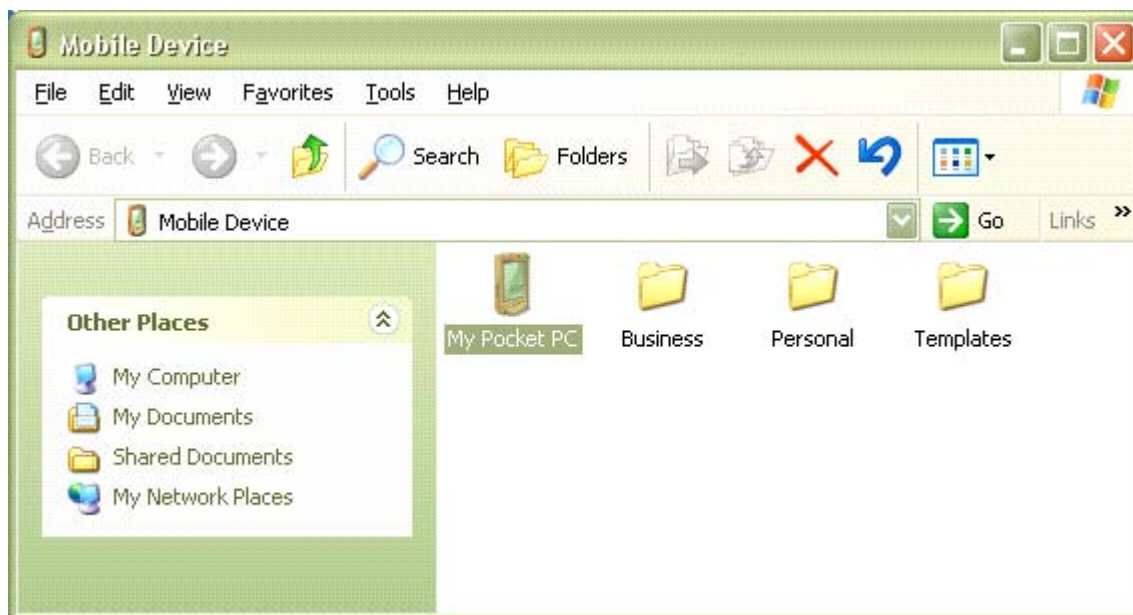 Mobile Device
File Edit View Favorites Tools Help
Back Search Folders
Address Mobile Device Go Links »
Other Places
My Computer
My Documents
Shared Documents
My Network Places
My Pocket PC Business Personal Templates